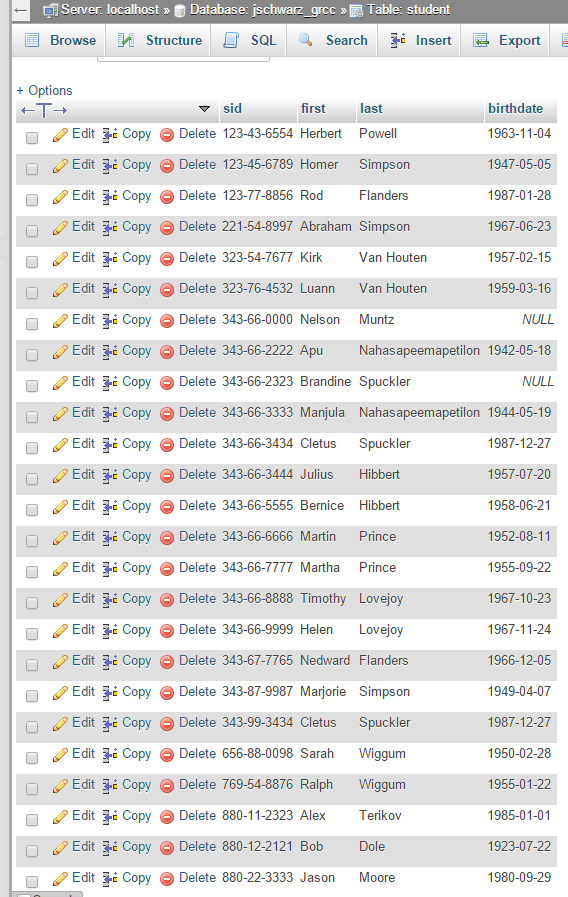 Server: localhost » Database: jschwarz_grcc » Table: student
Browse Structure SQL Search Insert Export
+ Options
sid first last birthdate
Edit Copy Delete 123-43-6554 Herbert Powell 1963-11-04
Edit Copy Delete 123-45-6789 Homer Simpson 1947-05-05
Edit Copy Delete 123-77-8856 Rod Flanders 1987-01-28
Edit Copy Delete 221-54-8997 Abraham Simpson 1967-06-23
Edit Copy Delete 323-54-7677 Kirk Van Houten 1957-02-15
Edit Copy Delete 323-76-4532 Luann Van Houten 1959-03-16
Edit Copy Delete 343-66-0000 Nelson Muntz NULL
Edit Copy Delete 343-66-2222 Apu Nahasapeemapetilon 1942-05-18
Edit Copy Delete 343-66-2323 Brandine Spuckler NULL
Edit Copy Delete 343-66-3333 Manjula Nahasapeemapetilon 1944-05-19
Edit Copy Delete 343-66-3434 Cletus Spuckler 1987-12-27
Edit Copy Delete 343-66-3444 Julius Hibbert 1957-07-20
Edit Copy Delete 343-66-5555 Bernice Hibbert 1958-06-21
Edit Copy Delete 343-66-6666 Martin Prince 1952-08-11
Edit Copy Delete 343-66-7777 Martha Prince 1955-09-22
Edit Copy Delete 343-66-8888 Timothy Lovejoy 1967-10-23
Edit Copy Delete 343-66-9999 Helen Lovejoy 1967-11-24
Edit Copy Delete 343-67-7765 Nedward Flanders 1966-12-05
Edit Copy Delete 343-87-9987 Marjorie Simpson 1949-04-07
Edit Copy Delete 343-99-3434 Cletus Spuckler 1987-12-27
Edit Copy Delete 656-88-0098 Sarah Wiggum 1950-02-28
Edit Copy Delete 769-54-8876 Ralph Wiggum 1955-01-22
Edit Copy Delete 880-11-2323 Alex Terikov 1985-01-01
Edit Copy Delete 880-12-2121 Bob Dole 1923-07-22
Edit Copy Delete 880-22-3333 Jason Moore 1980-09-29